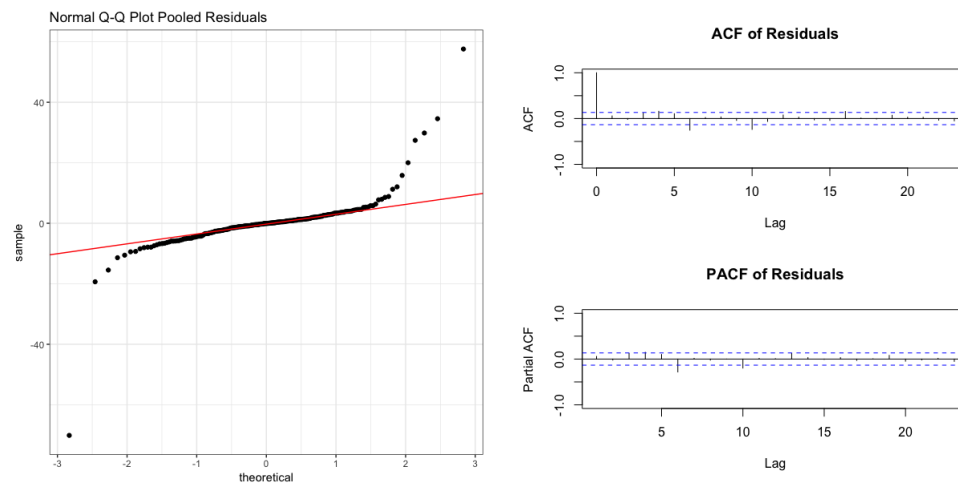 Normal Q-Q Plot Pooled Residuals
40
0
-40
sample
-3 -2 -1 0 1 2 3
theoretical
ACF of Residuals
1.0
0.0
-1.0
ACF
0 5 10 15 20
Lag
PACF of Residuals
1.0
0.0
-1.0
Partial ACF
5 10 15 20
Lag